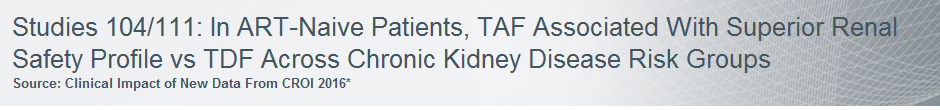 Studies 104/111: In ART-Naive Patients, TAF Associated With Superior Renal
Safety Profile vs TDF Across Chronic Kidney Disease Risk Groups
Source: Clinical Impact of New Data From CROI 2016*